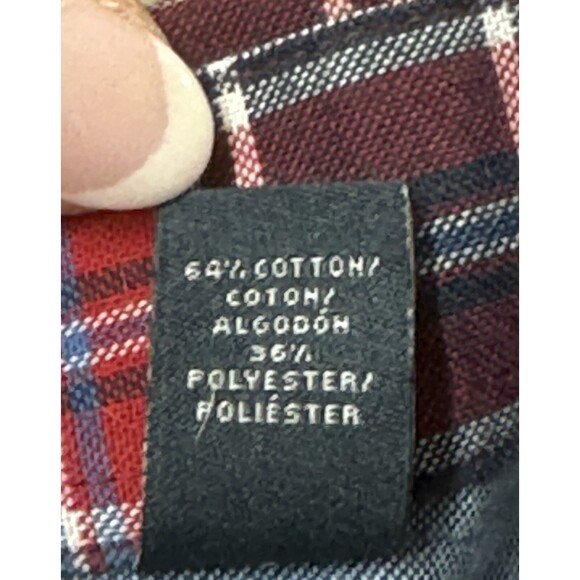 64% COTTON/
COTON/
ALGODÓN
36%
POLYESTER/
POLIÉSTER